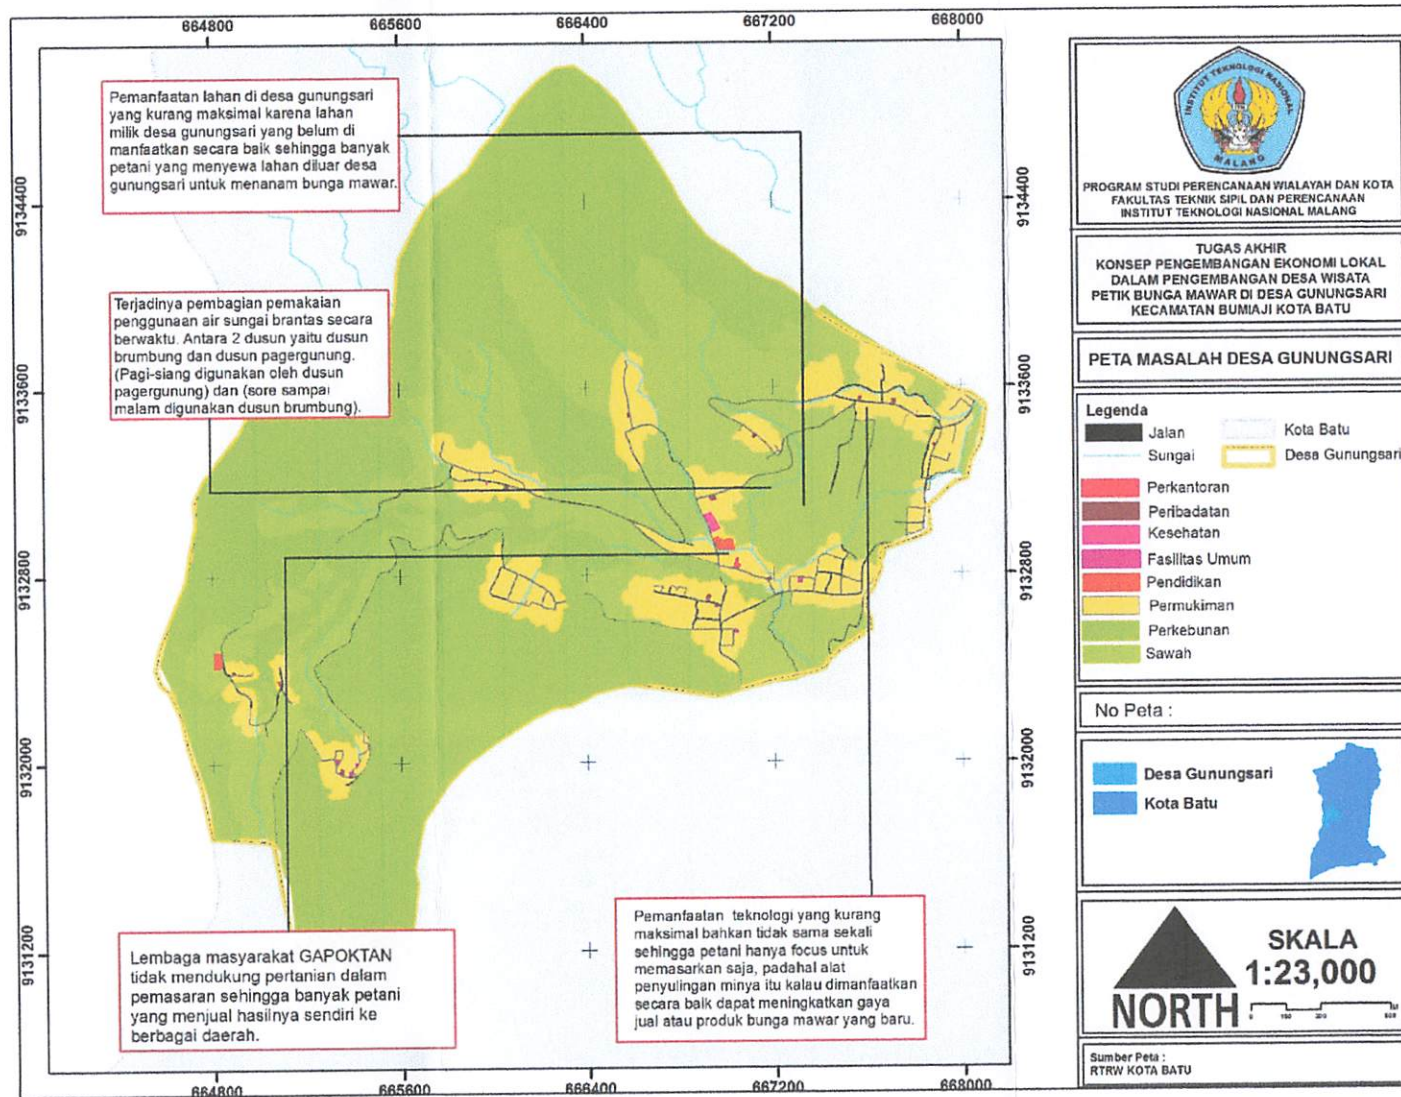 664800
665600
666400
667200
668000
9134400
9133600
9132800
9132000
9131200
Pemanfaatan lahan di desa gunungsari
yang kurang maksimal karena lahan
milik desa gunungsari yang belum di
manfaatkan secara baik sehingga banyak
petani yang menyewa lahan diluar desa
gunungsari untuk menanam bunga mawar.
Terjadinya pembagian pemakaian
penggunaan air sungai brantas secara
berwaktu. Antara 2 dusun yaitu dusun
brumbung dan dusun pagergunung.
(Pagi-siang digunakan oleh dusun
pagergunung) dan (sore sampai
malam digunakan dusun brumbung).
Lembaga masyarakat GAPOKTAN
tidak mendukung pertanian dalam
pemasaran sehingga banyak petani
yang menjual hasilnya sendiri ke
berbagai daerah.
Pemanfaatan teknologi yang kurang
maksimal bahkan tidak sama sekali
sehingga petani hanya focus untuk
memasarkan saja, padahal alat
penyulingan minya itu kalau dimanfaatkan
secara baik dapat meningkatkan gaya
jual atau produk bunga mawar yang baru.
9134400
9133600
9132800
9132000
9131200
664800
665600
666400
667200
668000
INSTITUT TEKNOLOGI NASIONAL
MALANG
PROGRAM STUDI PERENCANAAN WIALAYAH DAN KOTA
FAKULTAS TEKNIK SIPIL DAN PERENCANAAN
INSTITUT TEKNOLOGI NASIONAL MALANG
TUGAS AKHIR
KONSEP PENGEMBANGAN EKONOMI LOKAL
DALAM PENGEMBANGAN DESA WISATA
PETIK BUNGA MAWAR DI DESA GUNUNGSARI
KECAMATAN BUMIAJI KOTA BATU
PETA MASALAH DESA GUNUNGSARI
Legenda
Jalan
Kota Batu
Sungai
Desa Gunungsari
Perkantoran
Peribadatan
Kesehatan
Fasilitas Umum
Pendidikan
Permukiman
Perkebunan
Sawah
No Peta :
Desa Gunungsari
Kota Batu
NORTH
SKALA
1:23,000
Sumber Peta :
RTRW KOTA BATU